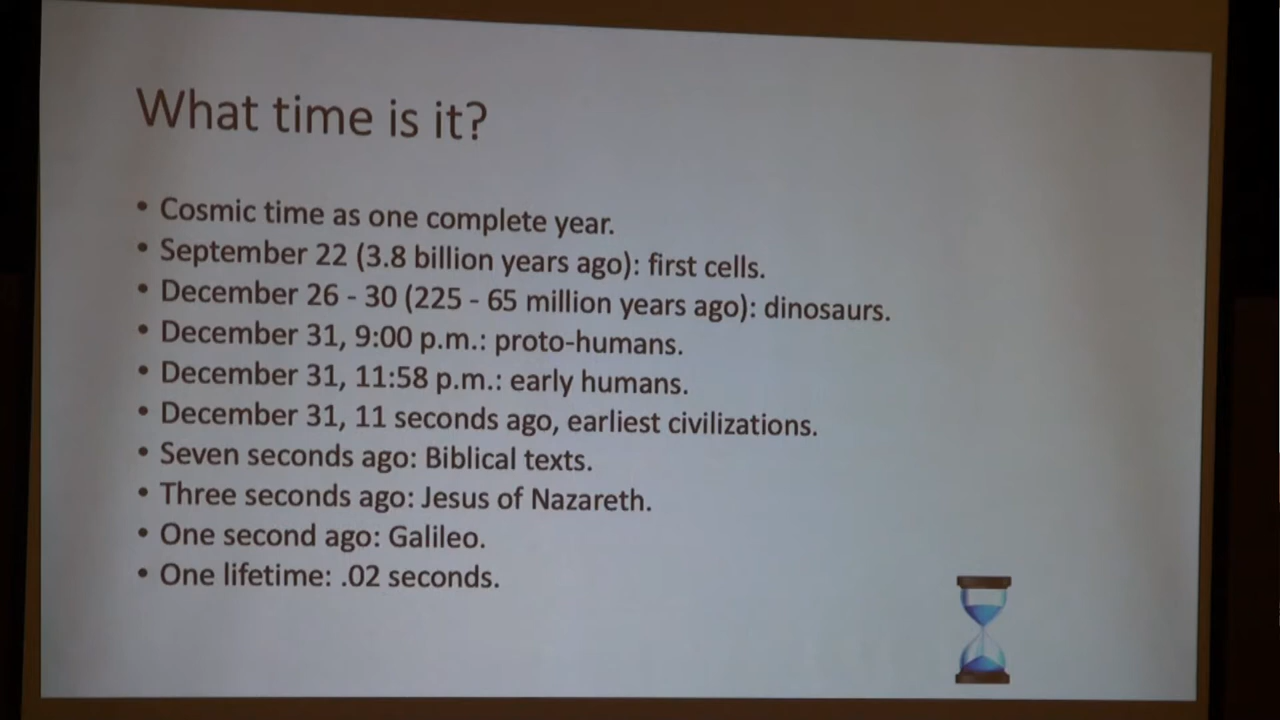 What time is it?
• Cosmic time as one complete year.
• September 22 (3.8 billion years ago): first cells.
• December 26 - 30 (225 - 65 million years ago): dinosaurs.
• December 31, 9:00 p.m.: proto-humans.
• December 31, 11:58 p.m.: early humans.
• December 31, 11 seconds ago, earliest civilizations.
• Seven seconds ago: Biblical texts.
• Three seconds ago: Jesus of Nazareth.
• One second ago: Galileo.
• One lifetime: .02 seconds.